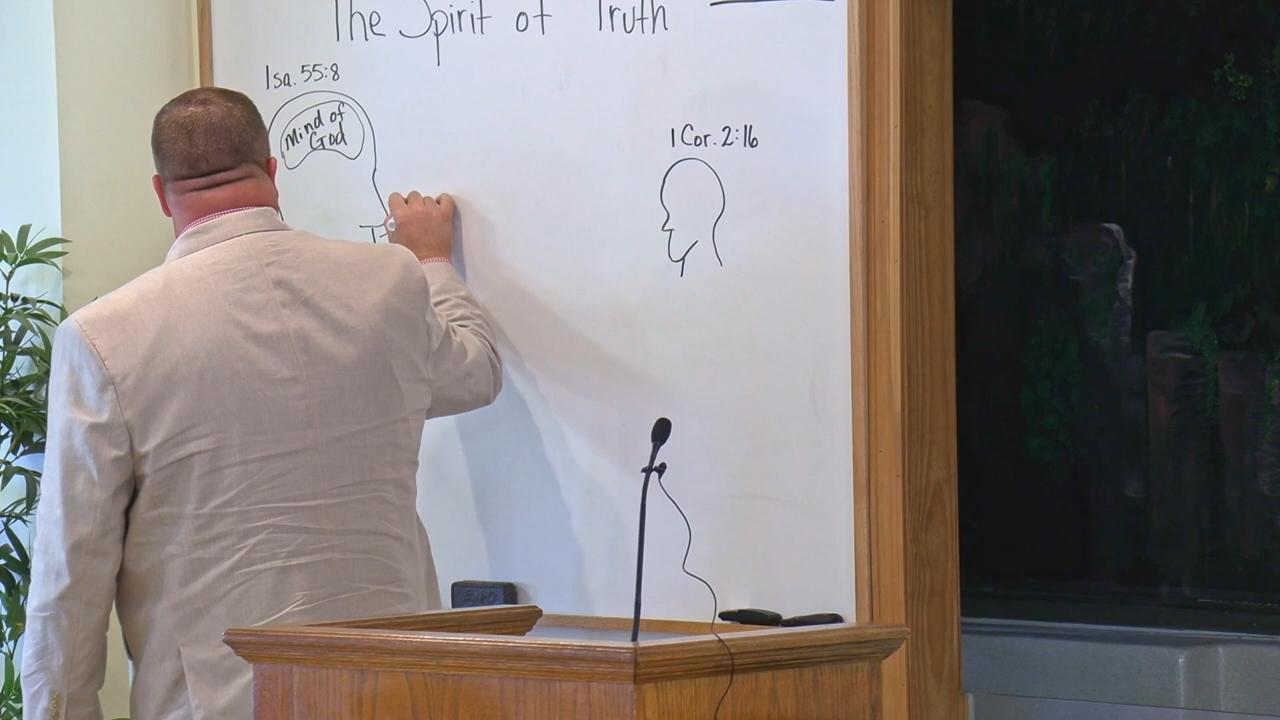 The Spirit of Truth
Isa. 55:8
Mind of
God
1 Cor. 2:16